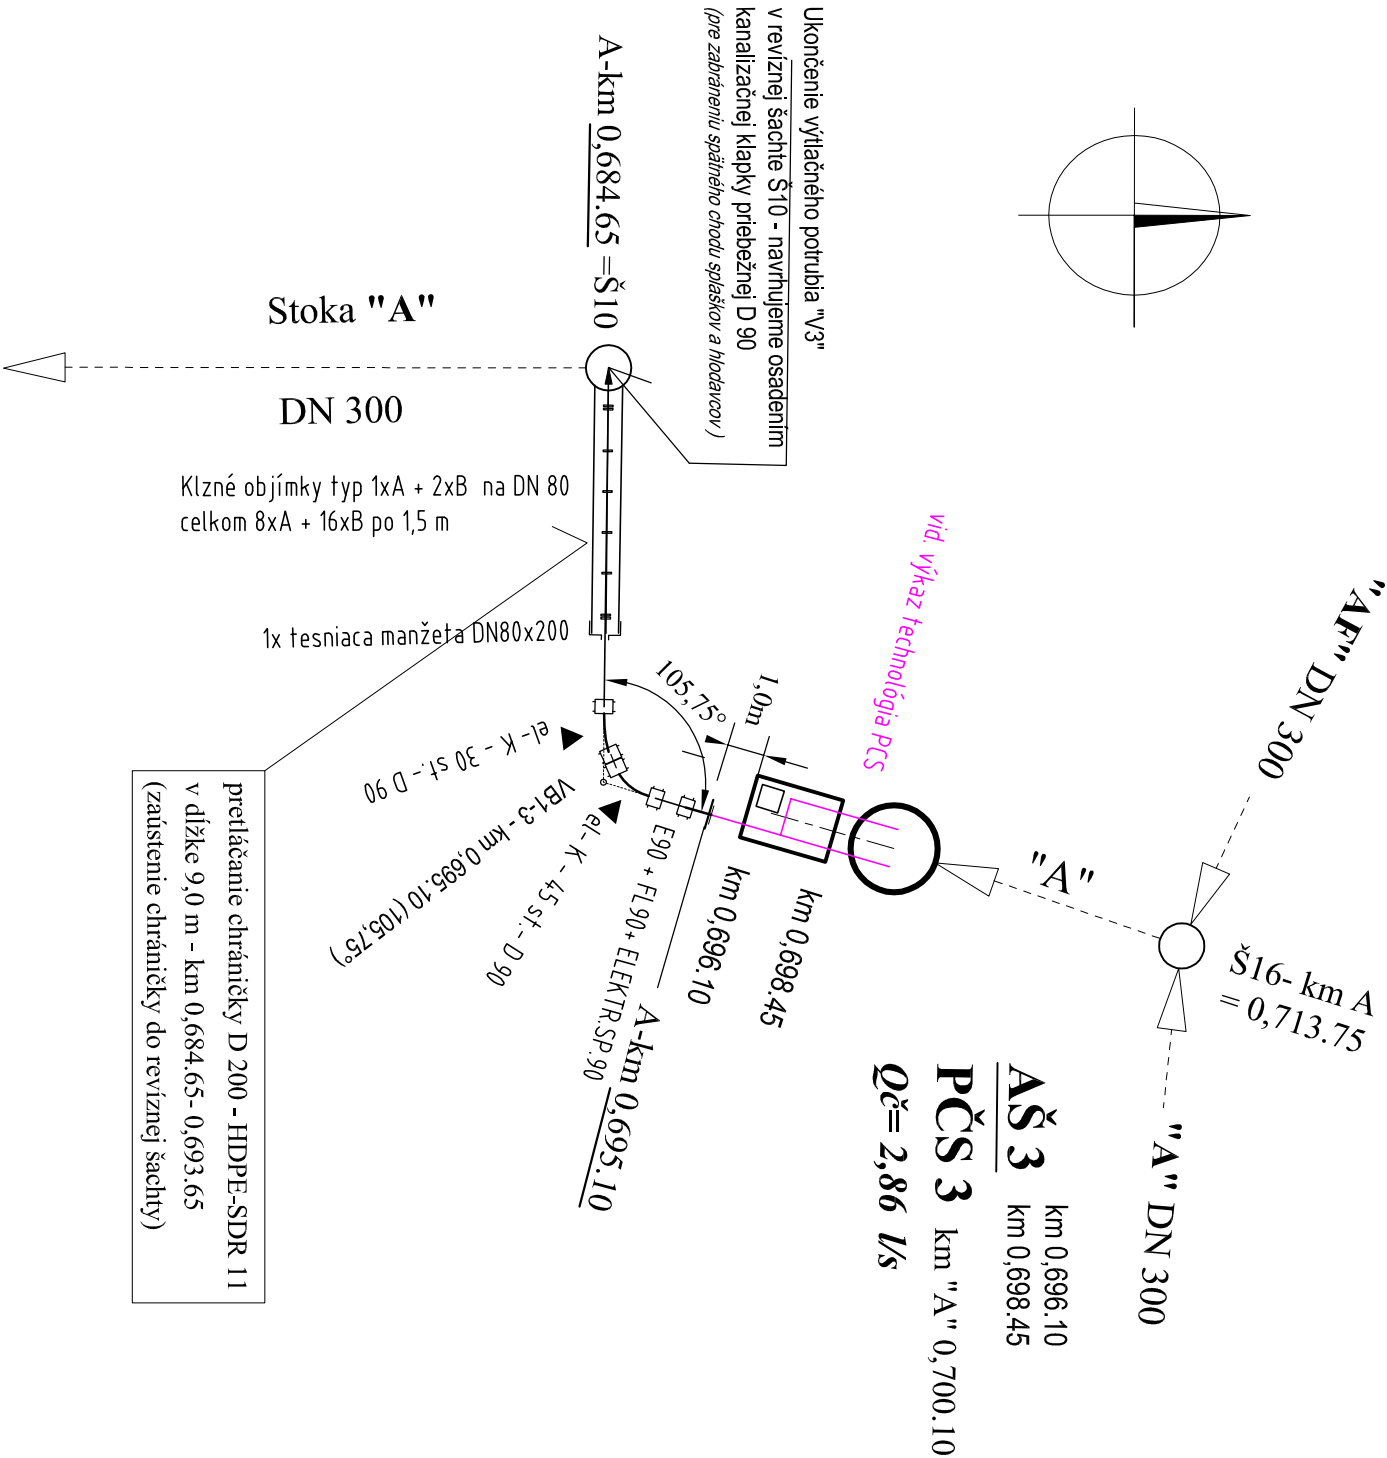 Ukončenie výtlačného potrubia "V3"
v revíznej šachte Š10 - navrhujeme osadením
kanalizačnej klapky priebežnej D 90
(pre zabráneniu spätného chodu splaškov a hlodavcov)
A-km 0,684.65 =Š10
Stoka "A"
DN 300
Klzné objímky typ 1xA + 2xB na DN 80
celkom 8xA + 16xB po 1,5 m
1x tesniaca manžeta DN80x200
vid. výkaz technológia PČS
"AF" DN 300
105,75°
1,0m
el- K - 30 st.- D 90
VB1-3 - km 0,695.10 (105,75°)
el- K - 45 st.- D 90
E90 + FL90+ELEKTR.SP.90
A-km 0,695.10
km 0,696.10
km 0,698.45
"A"
Š16- km A
= 0,713.75
"A" DN 300
AŠ 3
km 0,696.10
km 0,698.45
PČS 3 km "A" 0,700.10
Qč= 2,86 l/s
pretláčanie chráničky D 200 - HDPE-SDR 11
v dĺžke 9,0 m - km 0,684.65- 0,693.65
(zaústenie chráničky do revíznej šachty)